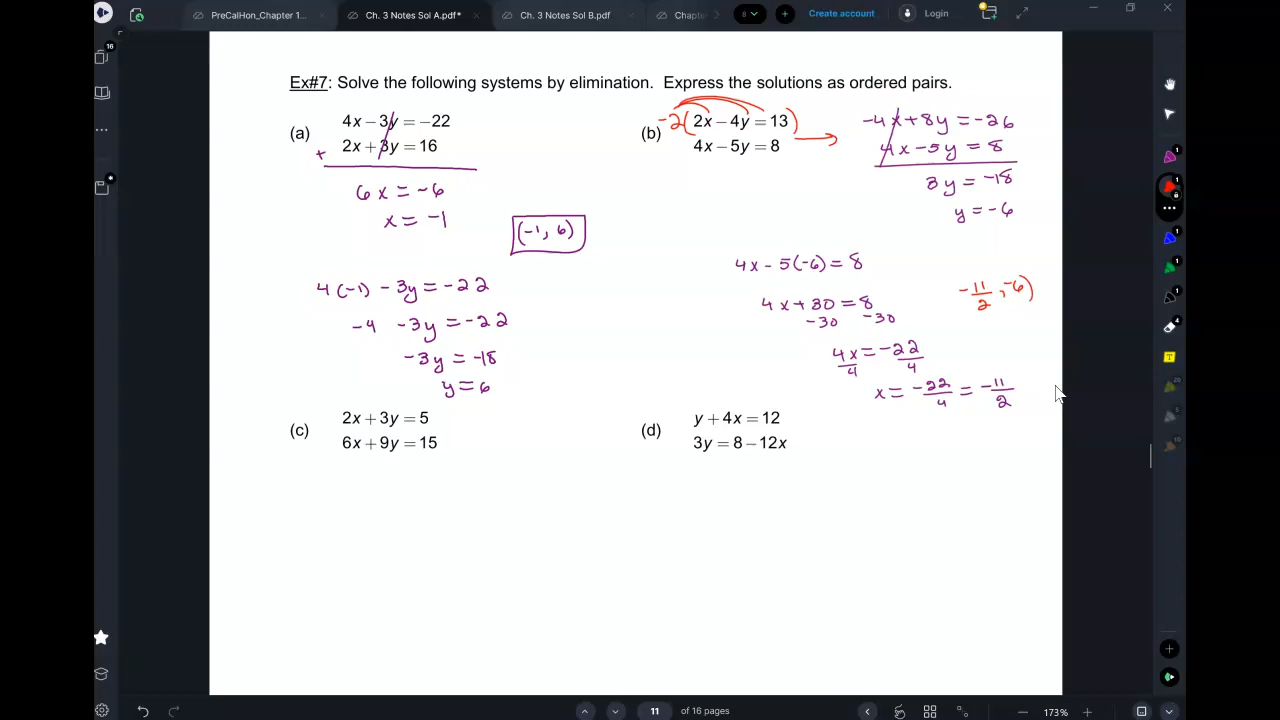 PreCalHon_Chapter 1...
Ch. 3 Notes Sol A.pdf*
Ch. 3 Notes Sol B.pdf
Chapte
8
Create account
Login
16
Ex#7: Solve the following systems by elimination. Express the solutions as ordered pairs.
(a)
4x − 3y = −22
+ 2x + 3y = 16
6x = -6
x = -1
(-1, 6)
4(-1) - 3y = -22
-4 - 3y = -22
-3y = -18
y = 6
(b)
-2(2x − 4y = 13)
4x − 5y = 8
-4x + 8y = -26
4x - 5y = 8
3y = -18
y = -6
4x - 5(-6) = 8
4x + 30 = 8
-30 -30
4x/4 = -22/4
x = -22/4 = -11/2
-11/2, -6)
(c)
2x + 3y = 5
6x + 9y = 15
(d)
y + 4x = 12
3y = 8 − 12x
11 of 16 pages
173%